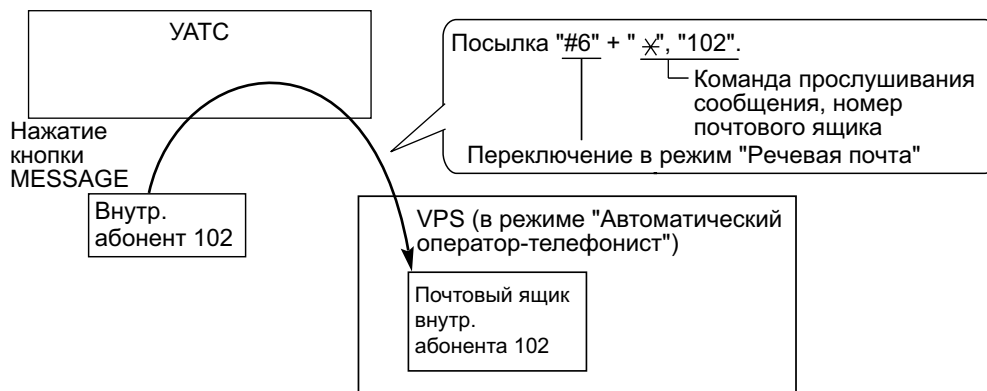 УАТС
Посылка "#6" + " ⚹", "102".
Команда прослушивания
сообщения, номер
почтового ящика
Переключение в режим "Речевая почта"
Нажатие
кнопки
MESSAGE
Внутр.
абонент 102
VPS (в режиме "Автоматический
оператор-телефонист")
Почтовый ящик
внутр.
абонента 102